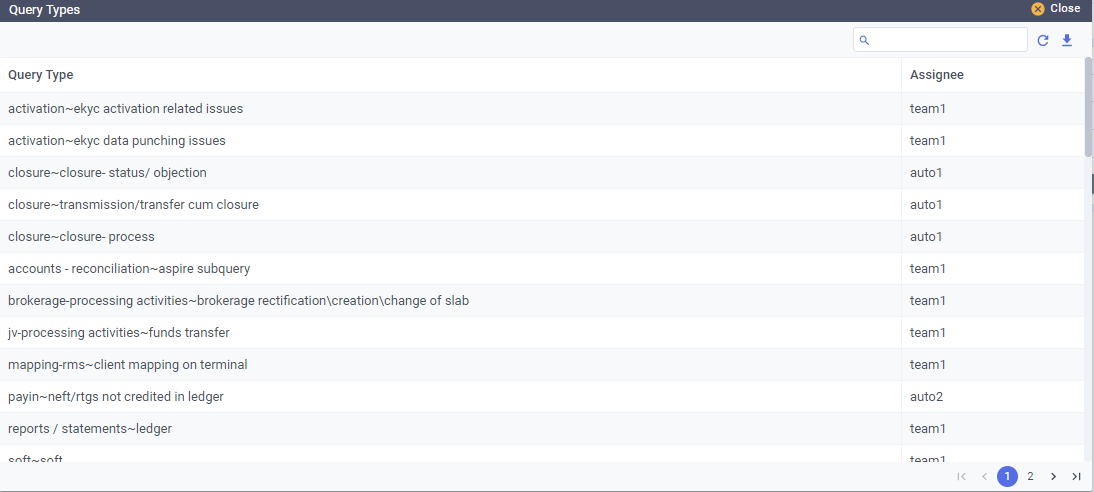 Query Types
Close
Query Type Assignee
activation~ekyc activation related issues team1
activation~ekyc data punching issues team1
closure~closure- status/ objection auto1
closure~transmission/transfer cum closure auto1
closure~closure- process auto1
accounts - reconciliation~aspire subquery team1
brokerage-processing activities~brokerage rectification\creation\change of slab team1
jv-processing activities~funds transfer team1
mapping-rms~client mapping on terminal team1
payin~neft/rtgs not credited in ledger auto2
reports / statements~ledger team1
soft~soft team1
1 2